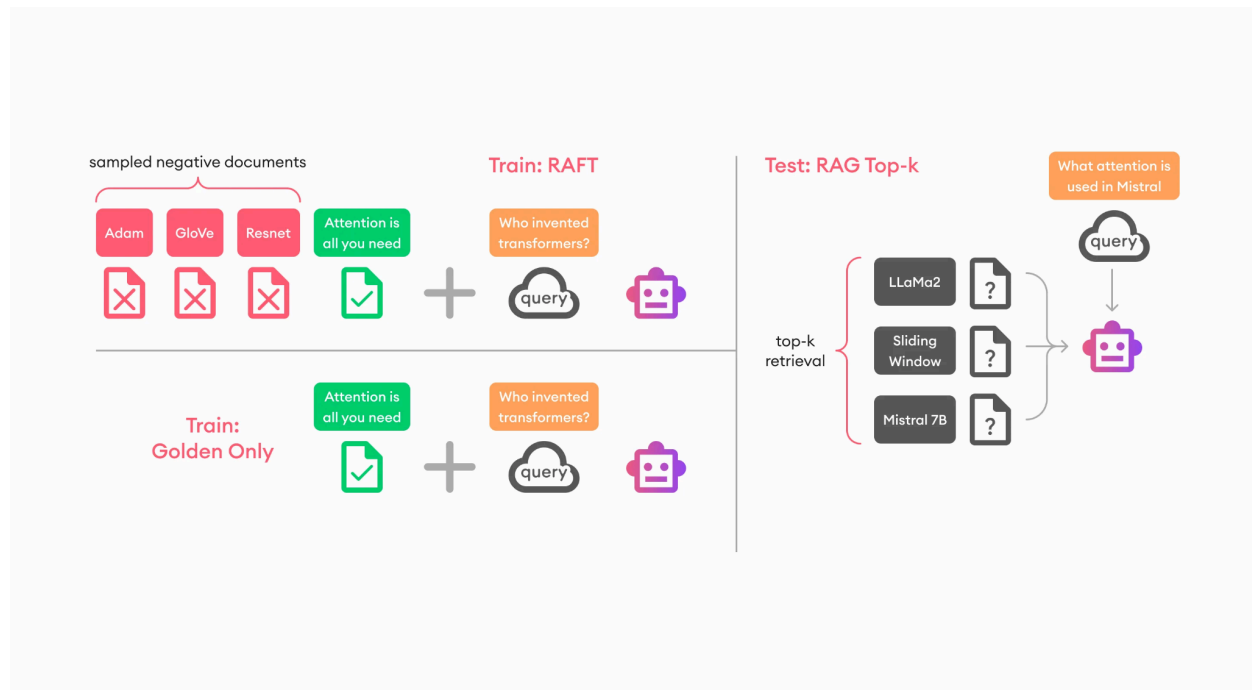 sampled negative documents
Train: RAFT
Adam
GloVe
Resnet
Attention is
all you need
Who invented
transformers?
query
Train:
Golden Only
Attention is
all you need
Who invented
transformers?
query
Test: RAG Top-k
What attention is
used in Mistral
query
top-k
retrieval
LLaMa2
?
Sliding
Window
?
Mistral 7B
?